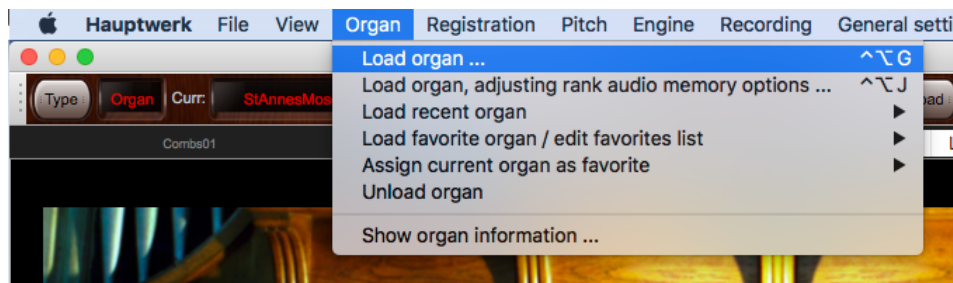 Hauptwerk File View Organ Registration Pitch Engine Recording General setti
Load organ ... ^⌥G
Type Organ Curr: StAnnesMos
Load organ, adjusting rank audio memory options ... ^⌥J
oad
Load recent organ ▶
Combs01
Load favorite organ / edit favorites list ▶
L
Assign current organ as favorite ▶
Unload organ
Show organ information ...